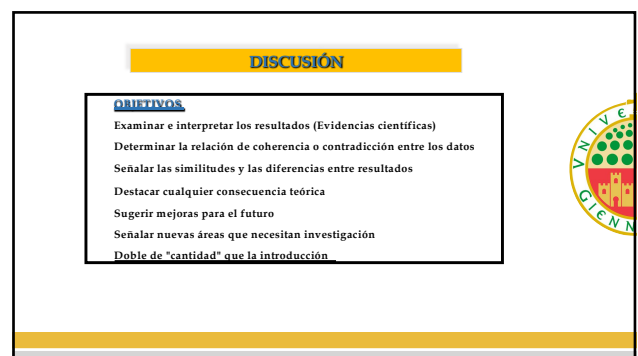 DISCUSIÓN
OBJETIVOS
Examinar e interpretar los resultados (Evidencias científicas)
Determinar la relación de coherencia o contradicción entre los datos
Señalar las similitudes y las diferencias entre resultados
Destacar cualquier consecuencia teórica
Sugerir mejoras para el futuro
Señalar nuevas áreas que necesitan investigación
Doble de "cantidad" que la introducción
VNIVE
GIENN